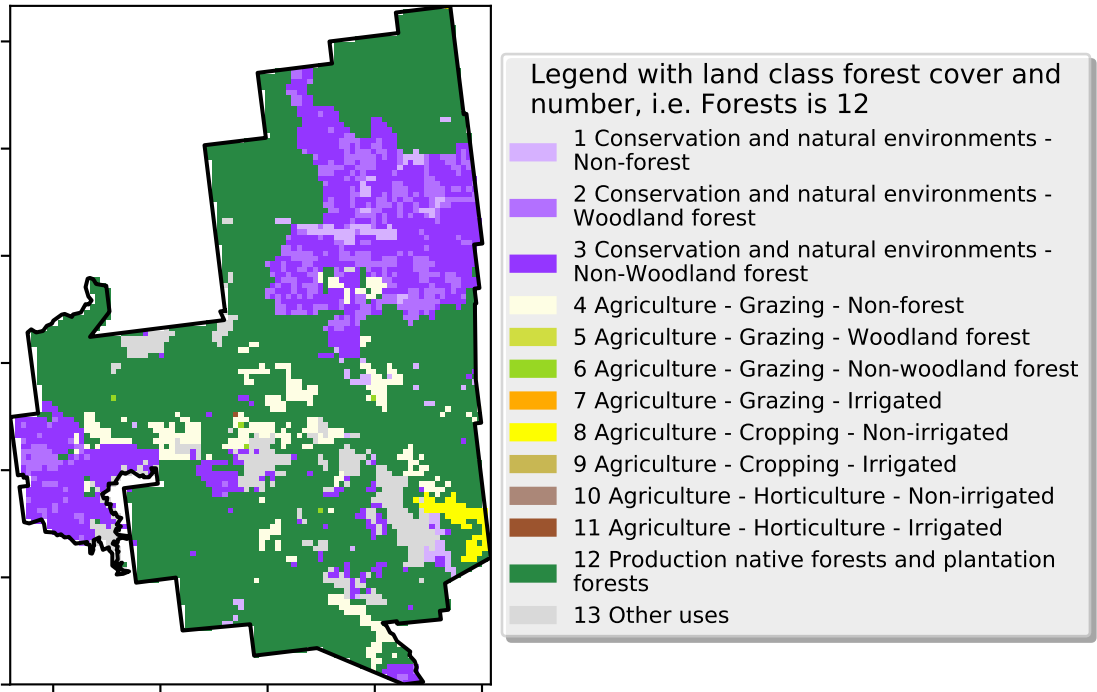 Legend with land class forest cover and
number, i.e. Forests is 12
1 Conservation and natural environments -
Non-forest
2 Conservation and natural environments -
Woodland forest
3 Conservation and natural environments -
Non-Woodland forest
4 Agriculture - Grazing - Non-forest
5 Agriculture - Grazing - Woodland forest
6 Agriculture - Grazing - Non-woodland forest
7 Agriculture - Grazing - Irrigated
8 Agriculture - Cropping - Non-irrigated
9 Agriculture - Cropping - Irrigated
10 Agriculture - Horticulture - Non-irrigated
11 Agriculture - Horticulture - Irrigated
12 Production native forests and plantation
forests
13 Other uses